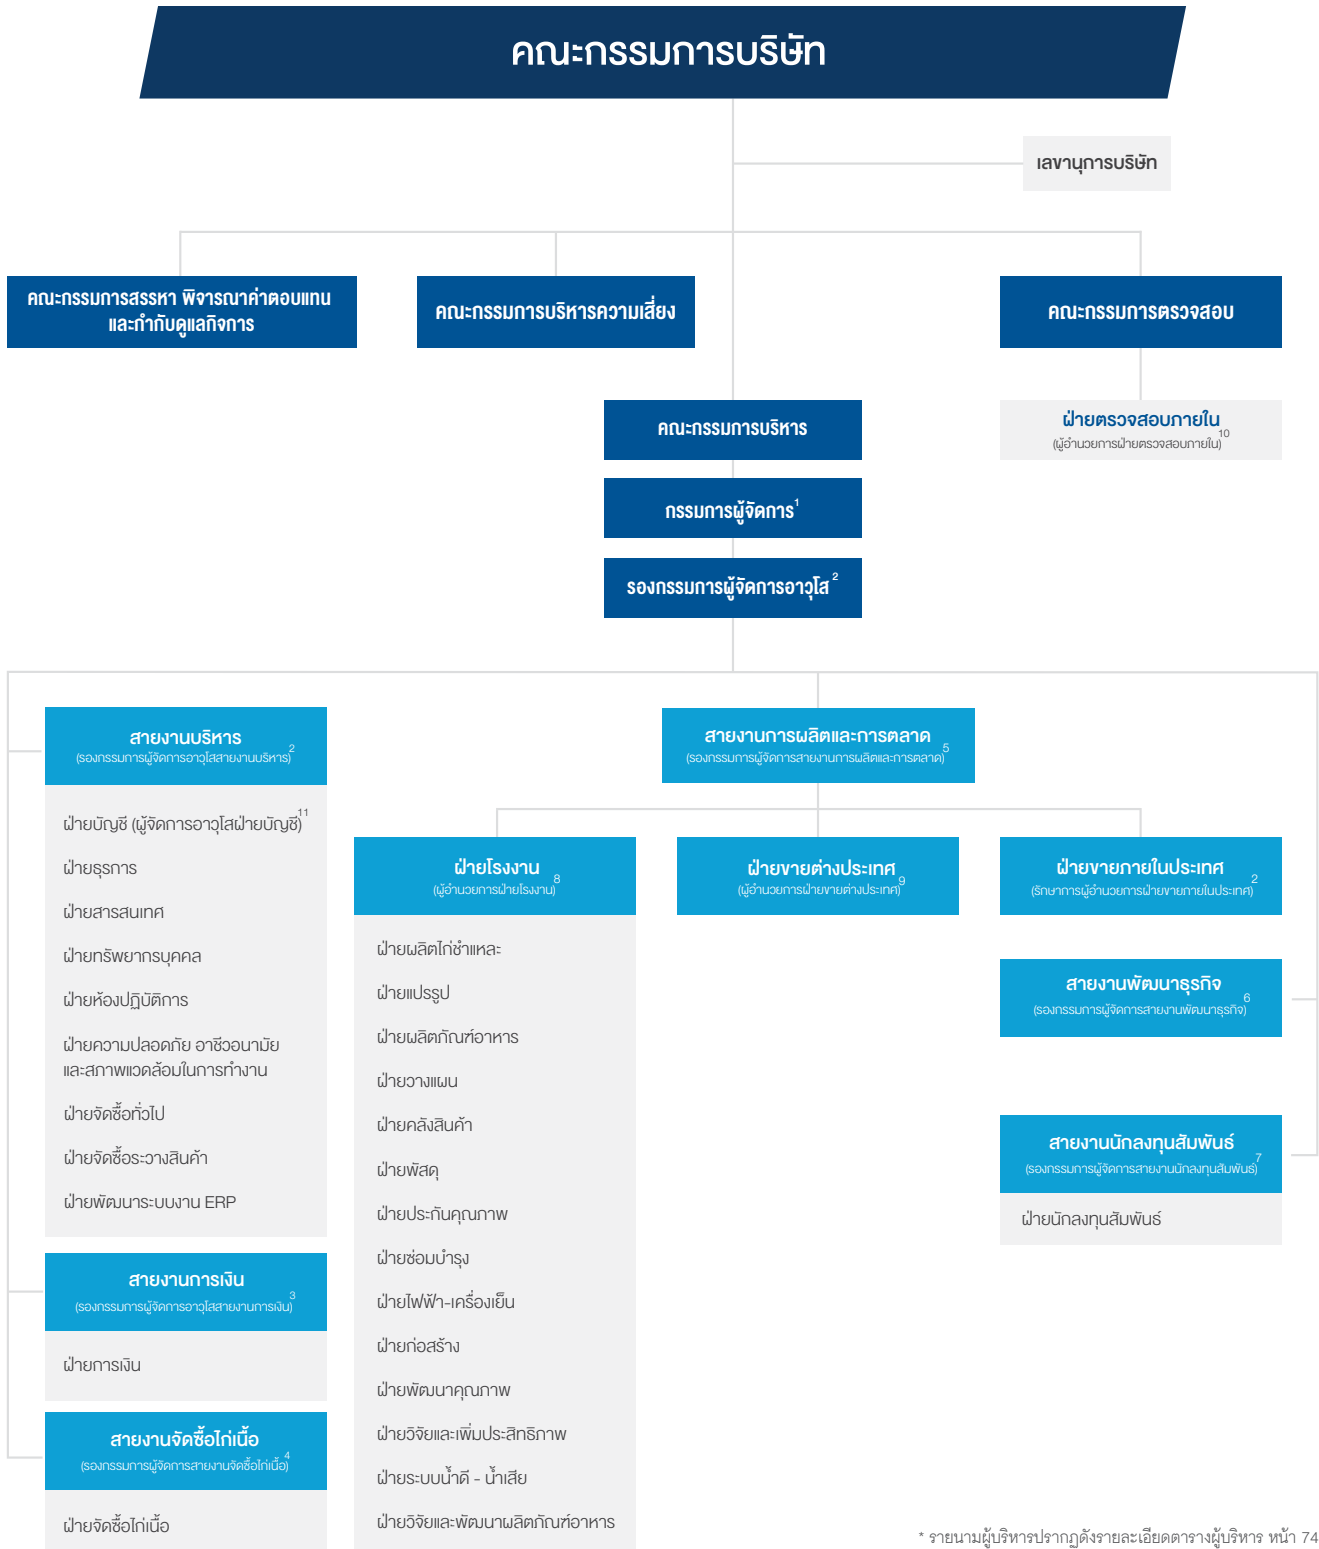 คณะกรรมการบริษัท
เลขานุการบริษัท
คณะกรรมการสรรหา พิจารณาค่าตอบแทน
และกำกับดูแลกิจการ
คณะกรรมการบริหารความเสี่ยง
คณะกรรมการตรวจสอบ
ฝ่ายตรวจสอบภายใน
(ผู้อำนวยการฝ่ายตรวจสอบภายใน)10
คณะกรรมการบริหาร
กรรมการผู้จัดการ1
รองกรรมการผู้จัดการอาวุโส2
สายงานบริหาร
(รองกรรมการผู้จัดการอาวุโสสายงานบริหาร)2
ฝ่ายบัญชี (ผู้จัดการอาวุโสฝ่ายบัญชี)11
ฝ่ายธุรการ
ฝ่ายสารสนเทศ
ฝ่ายทรัพยากรบุคคล
ฝ่ายห้องปฏิบัติการ
ฝ่ายความปลอดภัย อาชีวอนามัย
และสภาพแวดล้อมในการทำงาน
ฝ่ายจัดซื้อทั่วไป
ฝ่ายจัดซื้อระวางสินค้า
ฝ่ายพัฒนาระบบงาน ERP
สายงานการเงิน
(รองกรรมการผู้จัดการอาวุโสสายงานการเงิน)3
ฝ่ายการเงิน
สายงานจัดซื้อไก่เนื้อ
(รองกรรมการผู้จัดการสายงานจัดซื้อไก่เนื้อ)4
ฝ่ายจัดซื้อไก่เนื้อ
สายงานการผลิตและการตลาด
(รองกรรมการผู้จัดการสายงานการผลิตและการตลาด)5
ฝ่ายโรงงาน
(ผู้อำนวยการฝ่ายโรงงาน)8
ฝ่ายผลิตไก่ชำแหละ
ฝ่ายแปรรูป
ฝ่ายผลิตภัณฑ์อาหาร
ฝ่ายวางแผน
ฝ่ายคลังสินค้า
ฝ่ายพัสดุ
ฝ่ายประกันคุณภาพ
ฝ่ายซ่อมบำรุง
ฝ่ายไฟฟ้า-เครื่องเย็น
ฝ่ายก่อสร้าง
ฝ่ายพัฒนาคุณภาพ
ฝ่ายวิจัยและเพิ่มประสิทธิภาพ
ฝ่ายระบบน้ำดี - น้ำเสีย
ฝ่ายวิจัยและพัฒนาผลิตภัณฑ์อาหาร
ฝ่ายขายต่างประเทศ
(ผู้อำนวยการฝ่ายขายต่างประเทศ)9
ฝ่ายขายภายในประเทศ
(รักษาการผู้อำนวยการฝ่ายขายภายในประเทศ)2
สายงานพัฒนาธุรกิจ
(รองกรรมการผู้จัดการสายงานพัฒนาธุรกิจ)6
สายงานนักลงทุนสัมพันธ์
(รองกรรมการผู้จัดการสายงานนักลงทุนสัมพันธ์)7
ฝ่ายนักลงทุนสัมพันธ์
* รายนามผู้บริหารปรากฏดังรายละเอียดตารางผู้บริหาร หน้า 74